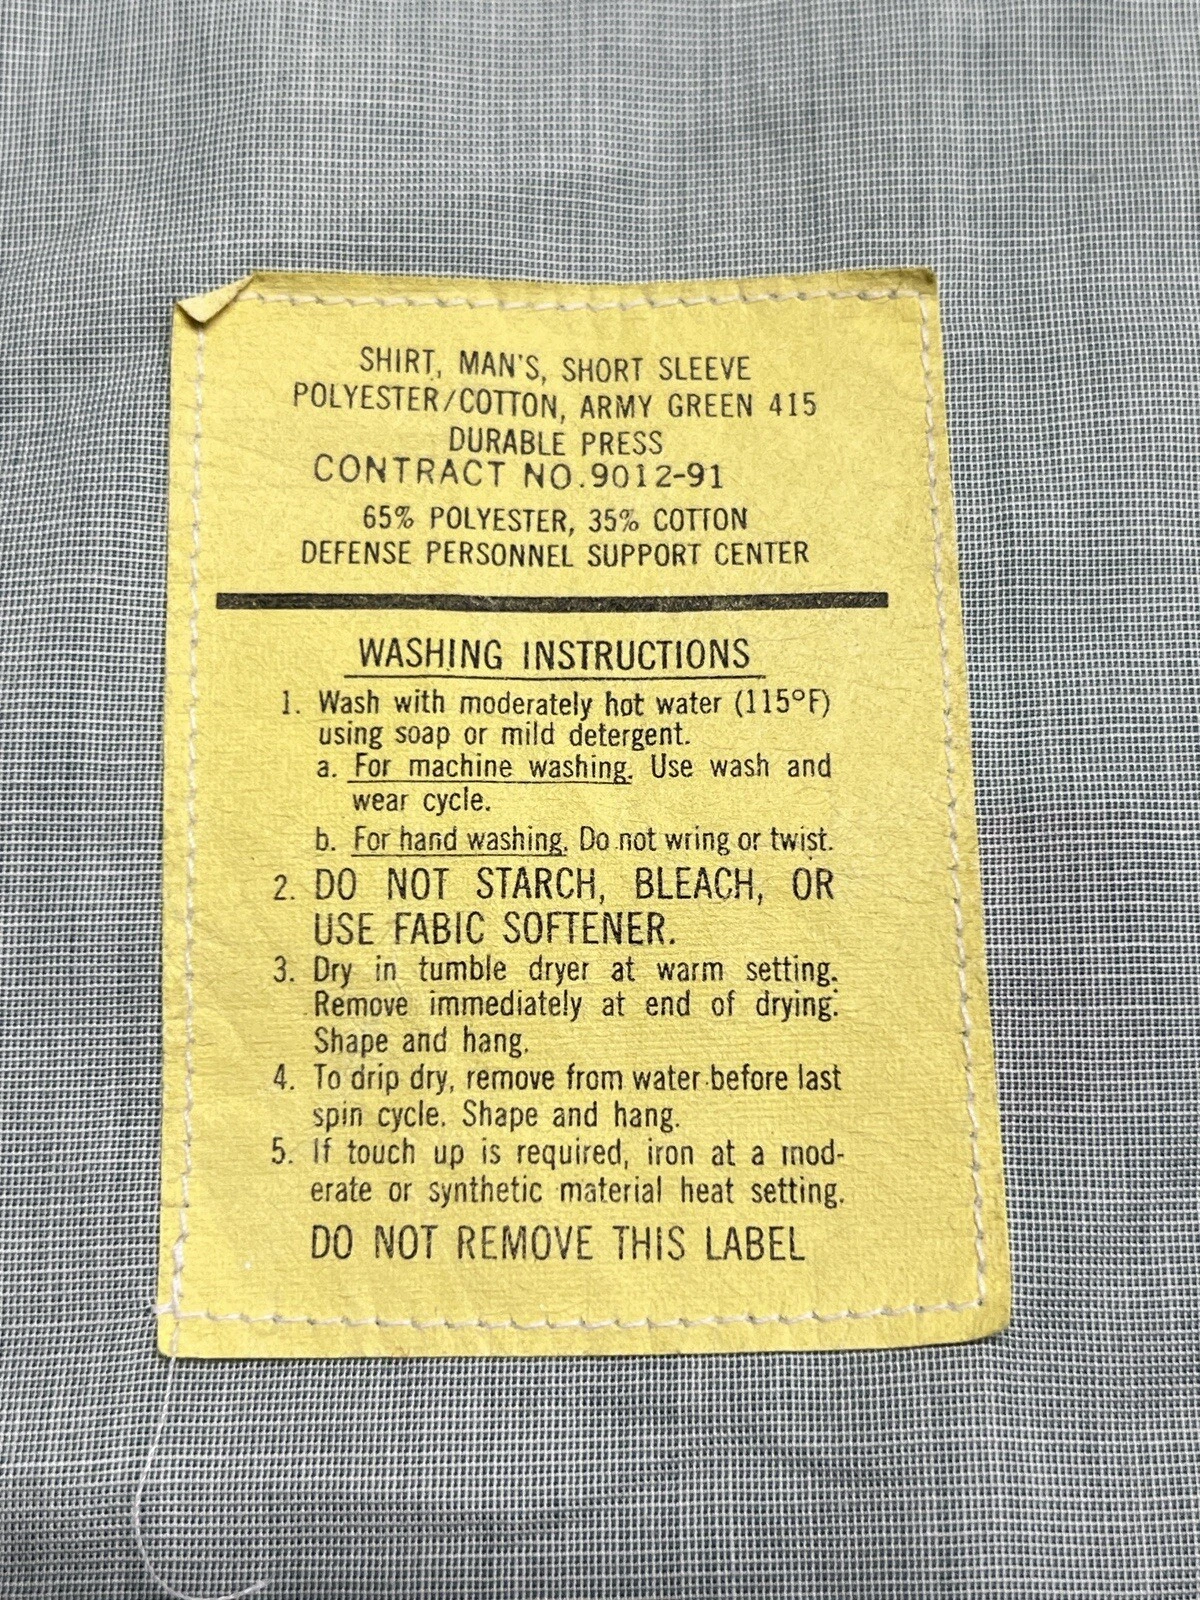 SHIRT, MAN'S, SHORT SLEEVE
POLYESTER/COTTON, ARMY GREEN 415
DURABLE PRESS
CONTRACT NO.9012-91
65% POLYESTER, 35% COTTON
DEFENSE PERSONNEL SUPPORT CENTER
WASHING INSTRUCTIONS
1. Wash with moderately hot water (115°F)
using soap or mild detergent.
a. For machine washing. Use wash and
wear cycle.
b. For hand washing. Do not wring or twist.
2. DO NOT STARCH, BLEACH, OR
USE FABIC SOFTENER.
3. Dry in tumble dryer at warm setting.
Remove immediately at end of drying.
Shape and hang.
4. To drip dry, remove from water before last
spin cycle. Shape and hang.
5. If touch up is required, iron at a mod-
erate or synthetic material heat setting.
DO NOT REMOVE THIS LABEL